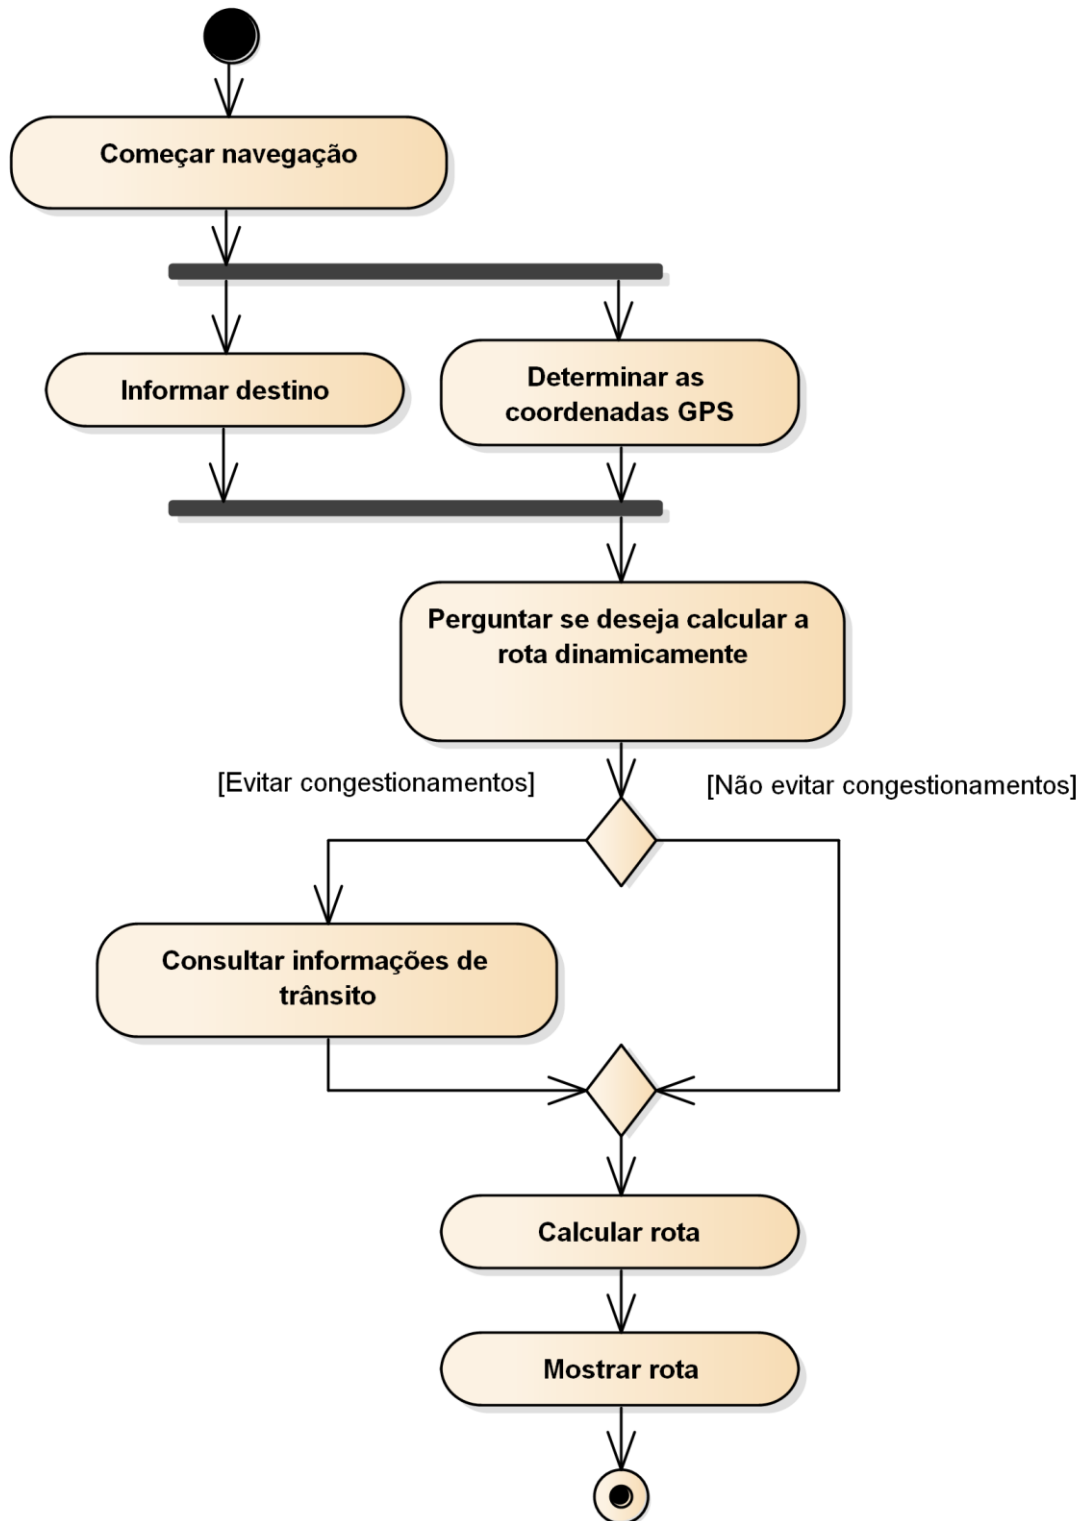 Começar navegação
Informar destino
Determinar as
coordenadas GPS
Perguntar se deseja calcular a
rota dinamicamente
[Evitar congestionamentos]
[Não evitar congestionamentos]
Consultar informações de
trânsito
Calcular rota
Mostrar rota